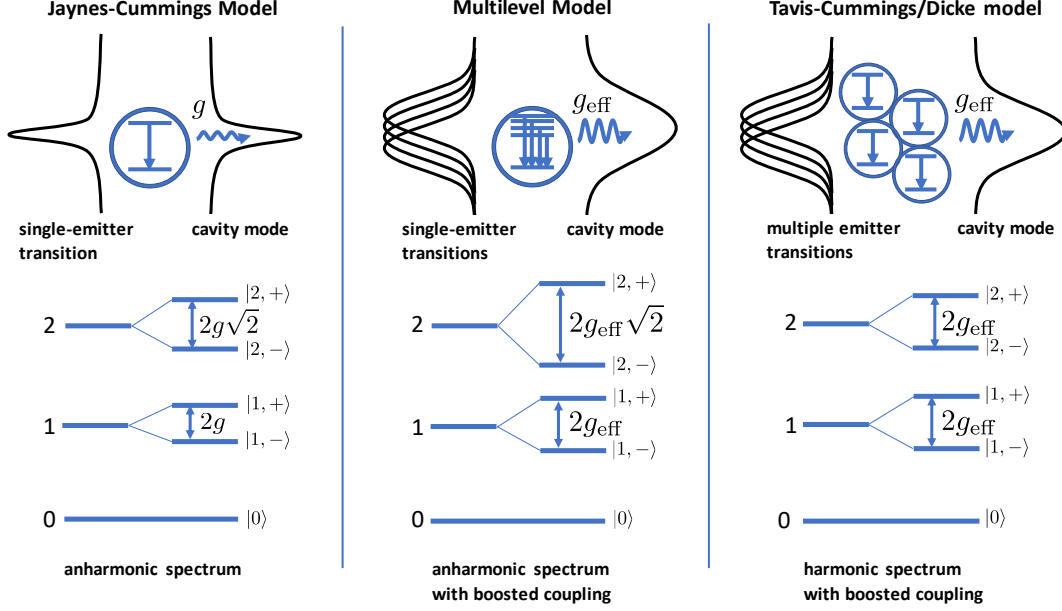 Jaynes-Cummings Model
g
single-emitter
transition
cavity mode
2
|2, +⟩
2g√2
|2, −⟩
1
|1, +⟩
2g
|1, −⟩
0
|0⟩
anharmonic spectrum
Multilevel Model
g_eff
single-emitter
transitions
cavity mode
2
|2, +⟩
2g_eff√2
|2, −⟩
1
|1, +⟩
2g_eff
|1, −⟩
0
|0⟩
anharmonic spectrum
with boosted coupling
Tavis-Cummings/Dicke model
g_eff
multiple emitter
transitions
cavity mode
2
|2, +⟩
2g_eff
|2, −⟩
1
|1, +⟩
2g_eff
|1, −⟩
0
|0⟩
harmonic spectrum
with boosted coupling